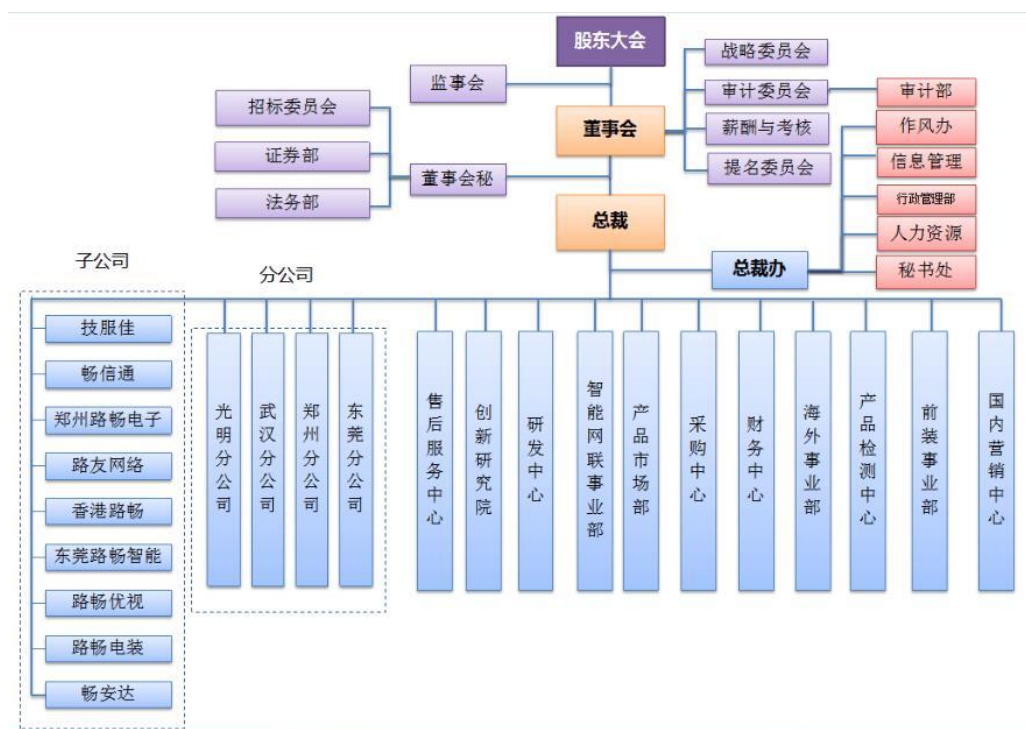 股东大会
监事会
战略委员会
审计委员会
审计部
招标委员会
董事会
薪酬与考核
作风办
证券部
提名委员会
信息管理
董事会秘
法务部
总裁
行政管理部
人力资源
总裁办
秘书处
子公司
分公司
技服佳
畅信通
郑州路畅电子
路友网络
香港路畅
东莞路畅智能
路畅优视
路畅电装
畅安达
光明分公司
武汉分公司
郑州分公司
东莞分公司
售后服务中心
创新研究院
研发中心
智能网联事业部
产品市场部
采购中心
财务中心
海外事业部
产品检测中心
前装事业部
国内营销中心